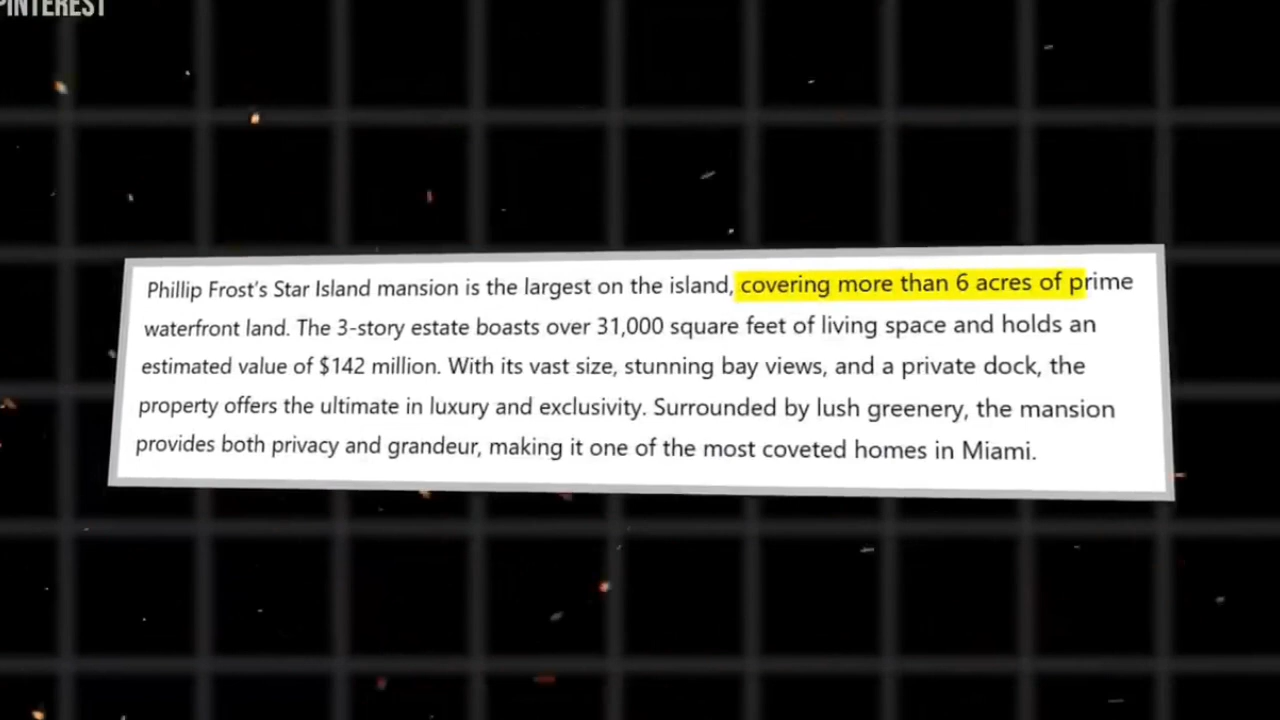 PINTEREST
Phillip Frost's Star Island mansion is the largest on the island, covering more than 6 acres of prime
waterfront land. The 3-story estate boasts over 31,000 square feet of living space and holds an
estimated value of $142 million. With its vast size, stunning bay views, and a private dock, the
property offers the ultimate in luxury and exclusivity. Surrounded by lush greenery, the mansion
provides both privacy and grandeur, making it one of the most coveted homes in Miami.